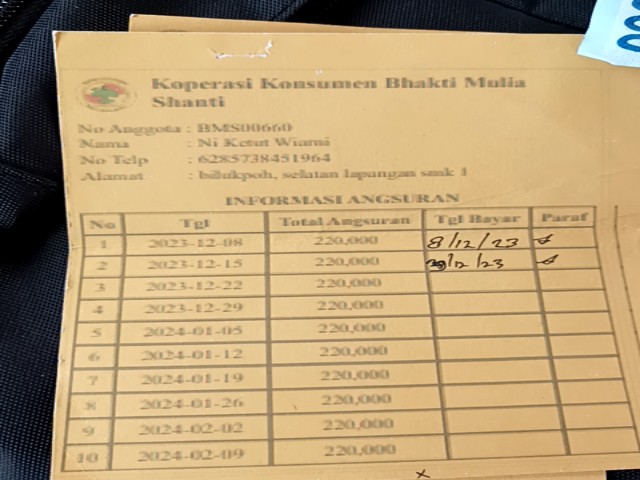 Koperasi Konsumen Bhakti Mulia
Shanti
No Anggota : BMS00660
Nama : Ni Ketut Wiarni
No Telp : 6285738451964
Alamat : bilukpoh, selatan lapangan smk 1
INFORMASI ANGSURAN
No Tgl Total Angsuran Tgl Bayar Paraf
1 2023-12-08 220,000 8/12/23
2 2023-12-15 220,000 /12/23
3 2023-12-22 220,000
4 2023-12-29 220,000
5 2024-01-05 220,000
6 2024-01-12 220,000
7 2024-01-19 220,000
8 2024-01-26 220,000
9 2024-02-02 220,000
10 2024-02-09 220,000